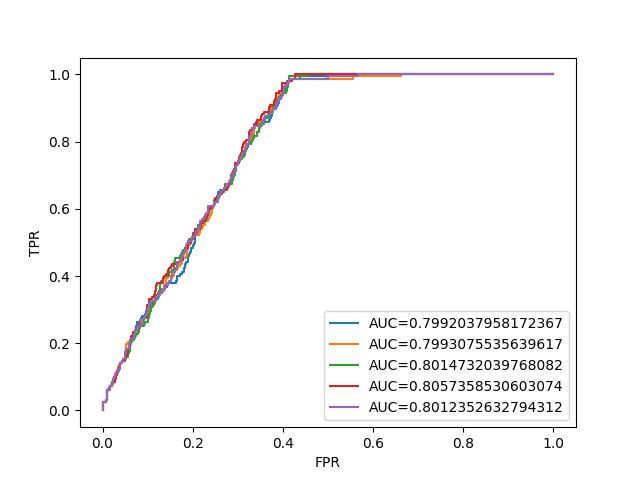 1.0
0.8
0.6
0.4
0.2
0.0
TPR
AUC=0.7992037958172367
AUC=0.7993075535639617
AUC=0.8014732039768082
AUC=0.8057358530603074
AUC=0.8012352632794312
0.0 0.2 0.4 0.6 0.8 1.0
FPR